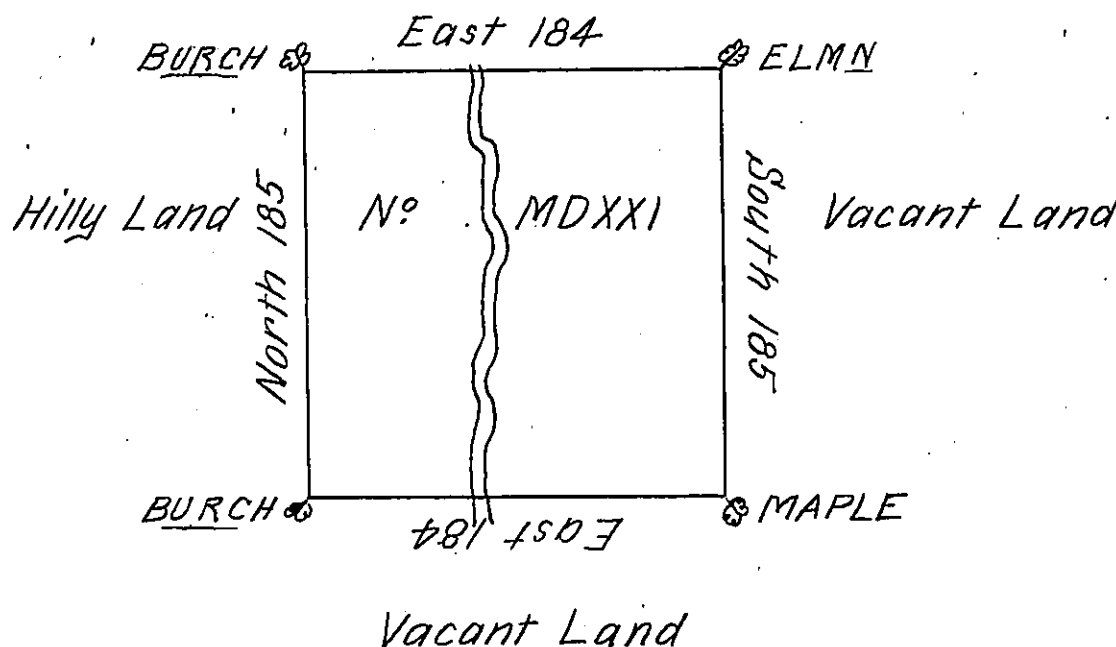 East 184
BURCH
ELMN
Hilly Land
North 185
Nº MDXXI
South 185
Vacant Land
BURCH
MAPLE
East 184
Vacant Land